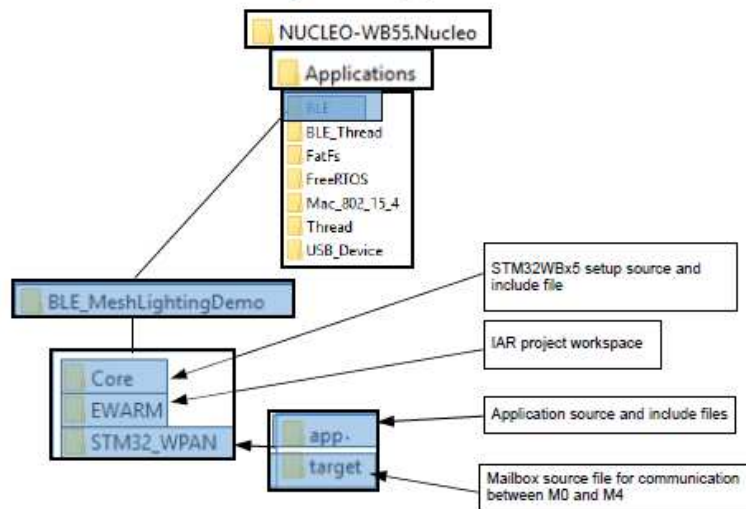 NUCLEO-WB55.Nucleo
Applications
BLE
BLE_Thread
FatFs
FreeRTOS
Mac_802_15_4
Thread
USB_Device
STM32WBx5 setup source and
include file
BLE_MeshLightingDemo
IAR project workspace
Core
EWARM
STM32_WPAN
app.
target
Application source and include files
Mailbox source file for communication
between M0 and M4